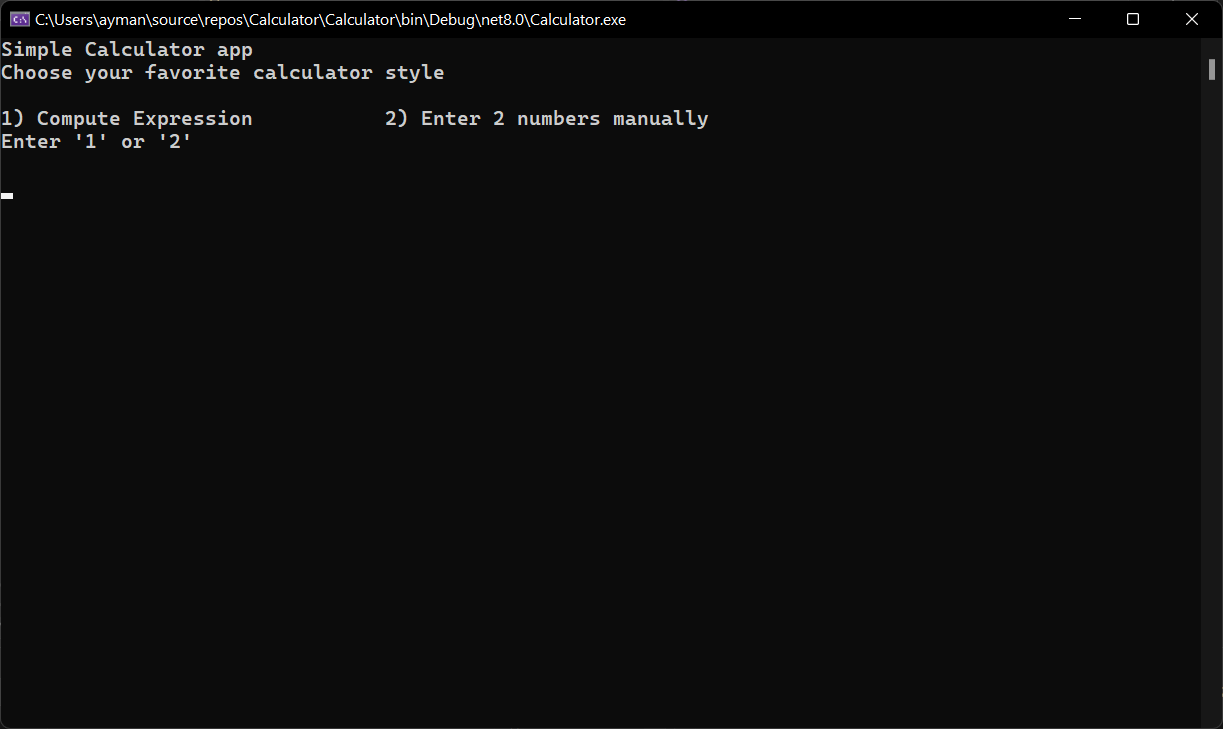 C:\Users\ayman\source\repos\Calculator\Calculator\bin\Debug\net8.0\Calculator.exe
Simple Calculator app
Choose your favorite calculator style
1) Compute Expression 2) Enter 2 numbers manually
Enter '1' or '2'